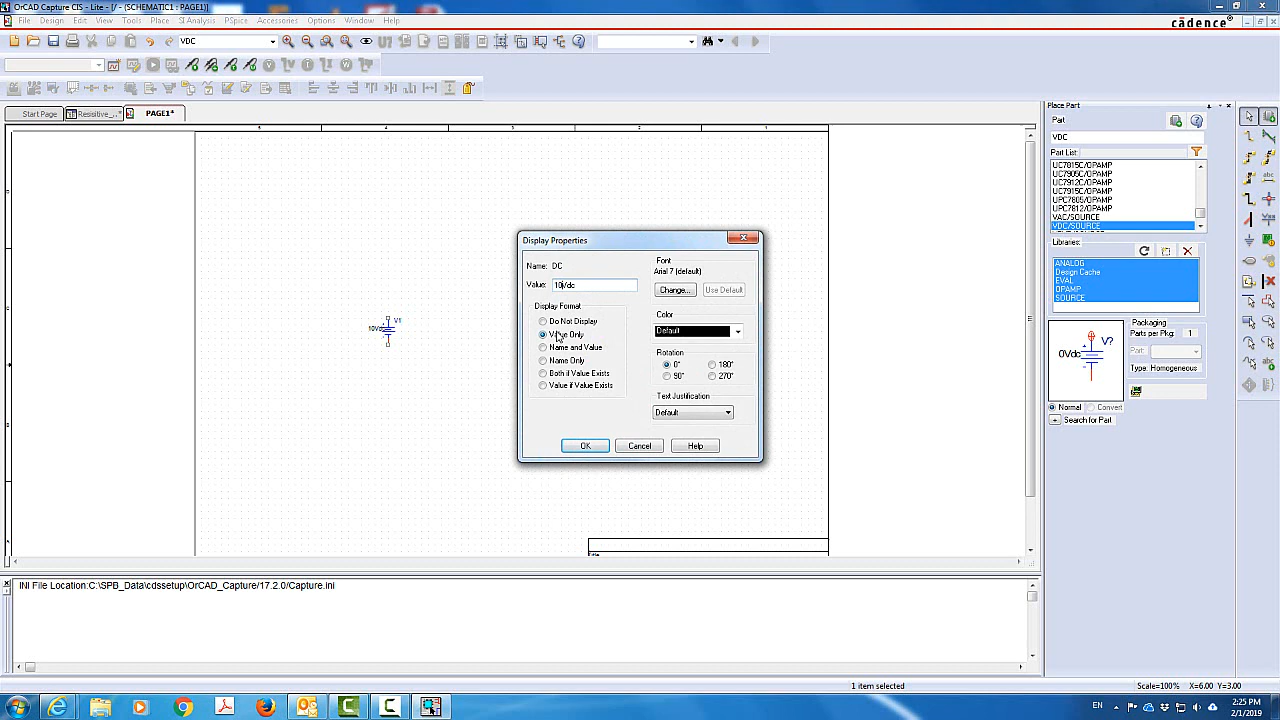 OrCAD Capture CIS - Lite - [/ - (SCHEMATIC1 : PAGE1)]
File Design Edit View Tools Place SI Analysis PSpice Accessories Options Window Help
cādence
VDC
Start Page
Resisitive_...*
PAGE1*
Place Part
Part
VDC
Part List:
UC7815C/OPAMP
UC7905C/OPAMP
UC7912C/OPAMP
UC7915C/OPAMP
UPC7805/OPAMP
UPC7812/OPAMP
VAC/SOURCE
VDC/SOURCE
Libraries:
ANALOG
Design Cache
EVAL
OPAMP
SOURCE
V?
0Vdc
Packaging
Parts per Pkg: 1
Part:
Type: Homogeneous
Normal Convert
Search for Part
V1
10Vdc
Display Properties
Name: DC
Value: 10Vdc
Display Format
Do Not Display
Value Only
Name and Value
Name Only
Both if Value Exists
Value if Value Exists
Font
Arial 7 (default)
Change... Use Default
Color
Default
Rotation
0° 180°
90° 270°
Text Justification
Default
OK Cancel Help
Title
INI File Location:C:\SPB_Data\cdssetup\OrCAD_Capture/17.2.0/Capture.ini
1 item selected Scale=100% X=6.00 Y=3.00
EN
2:25 PM
2/1/2019